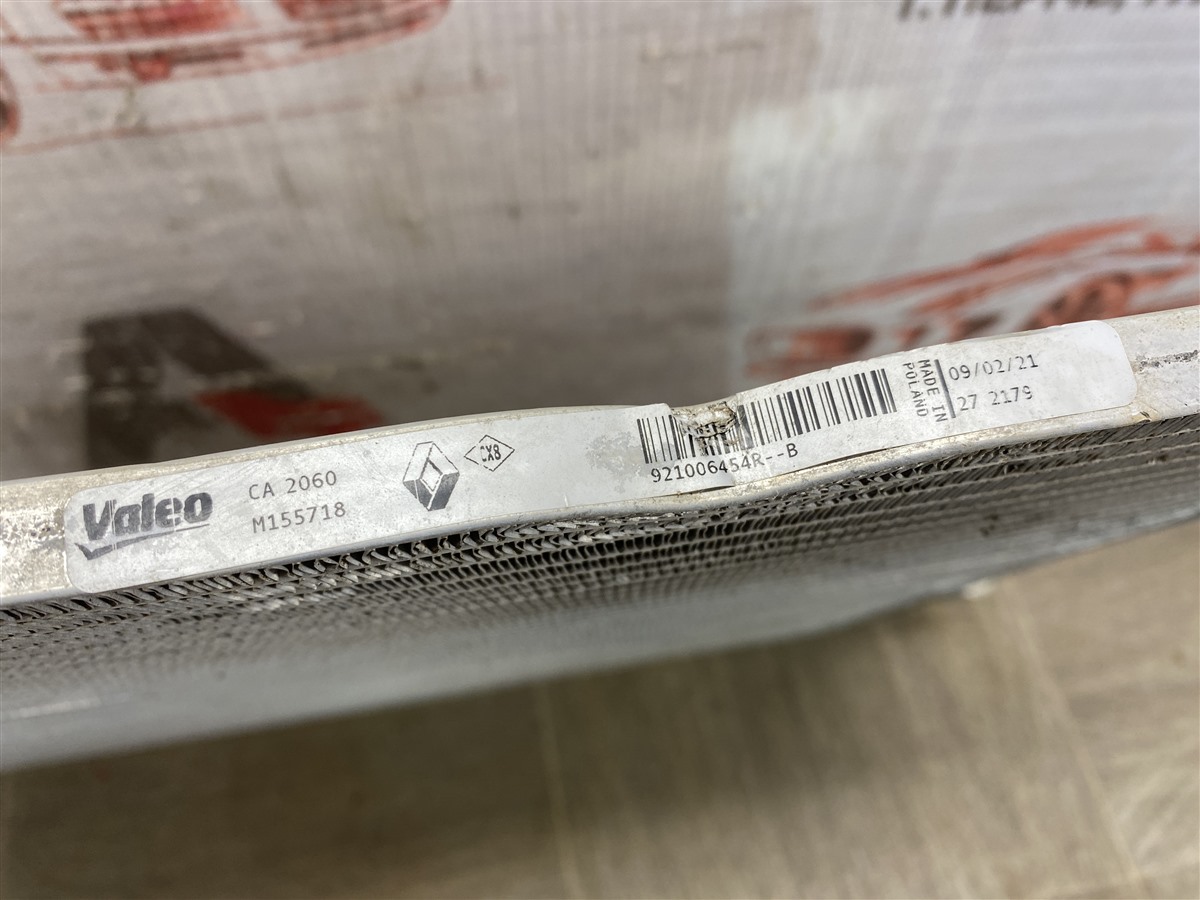 Valeo
CA 2060
M155718
CX8
921006454R--B
MADE IN
POLAND
09/02/21
27 2179